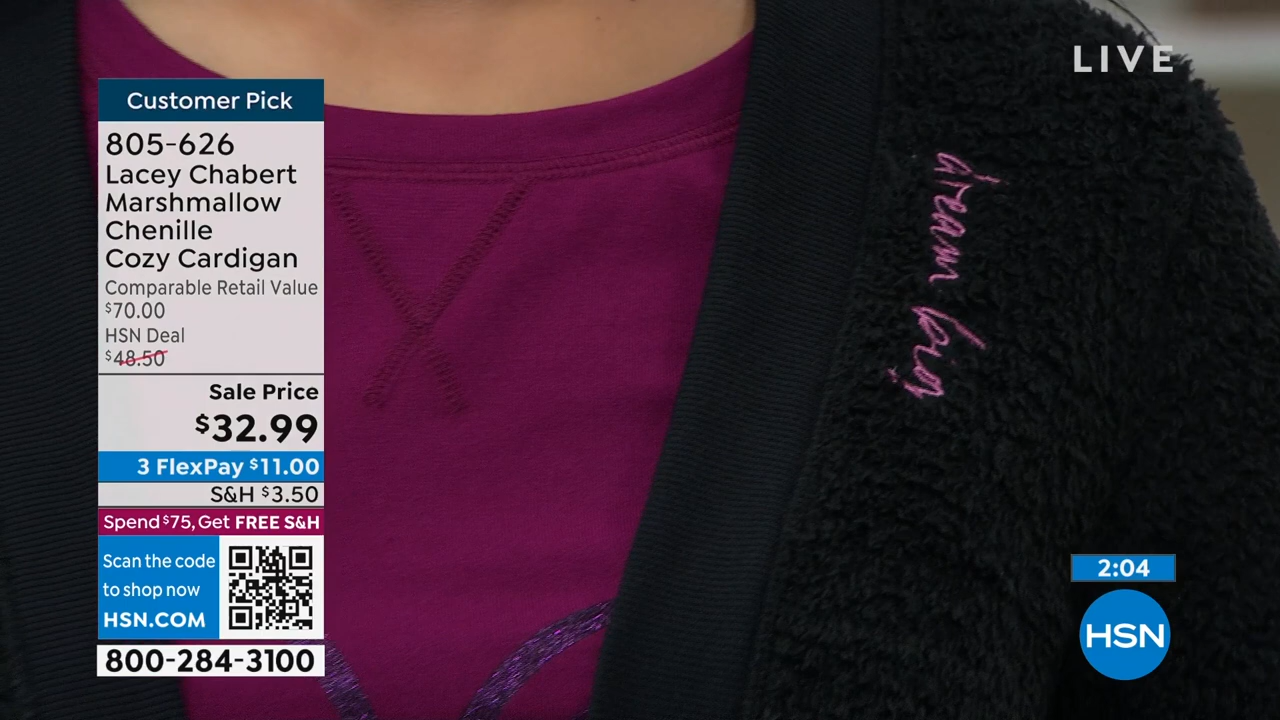 Customer Pick
805-626
Lacey Chabert
Marshmallow
Chenille
Cozy Cardigan
Comparable Retail Value
$70.00
HSN Deal
$48.50
Sale Price
$32.99
3 FlexPay $11.00
S&H $3.50
Spend $75, Get FREE S&H
Scan the code
to shop now
HSN.COM
800-284-3100
dream big
LIVE
2:04
HSN